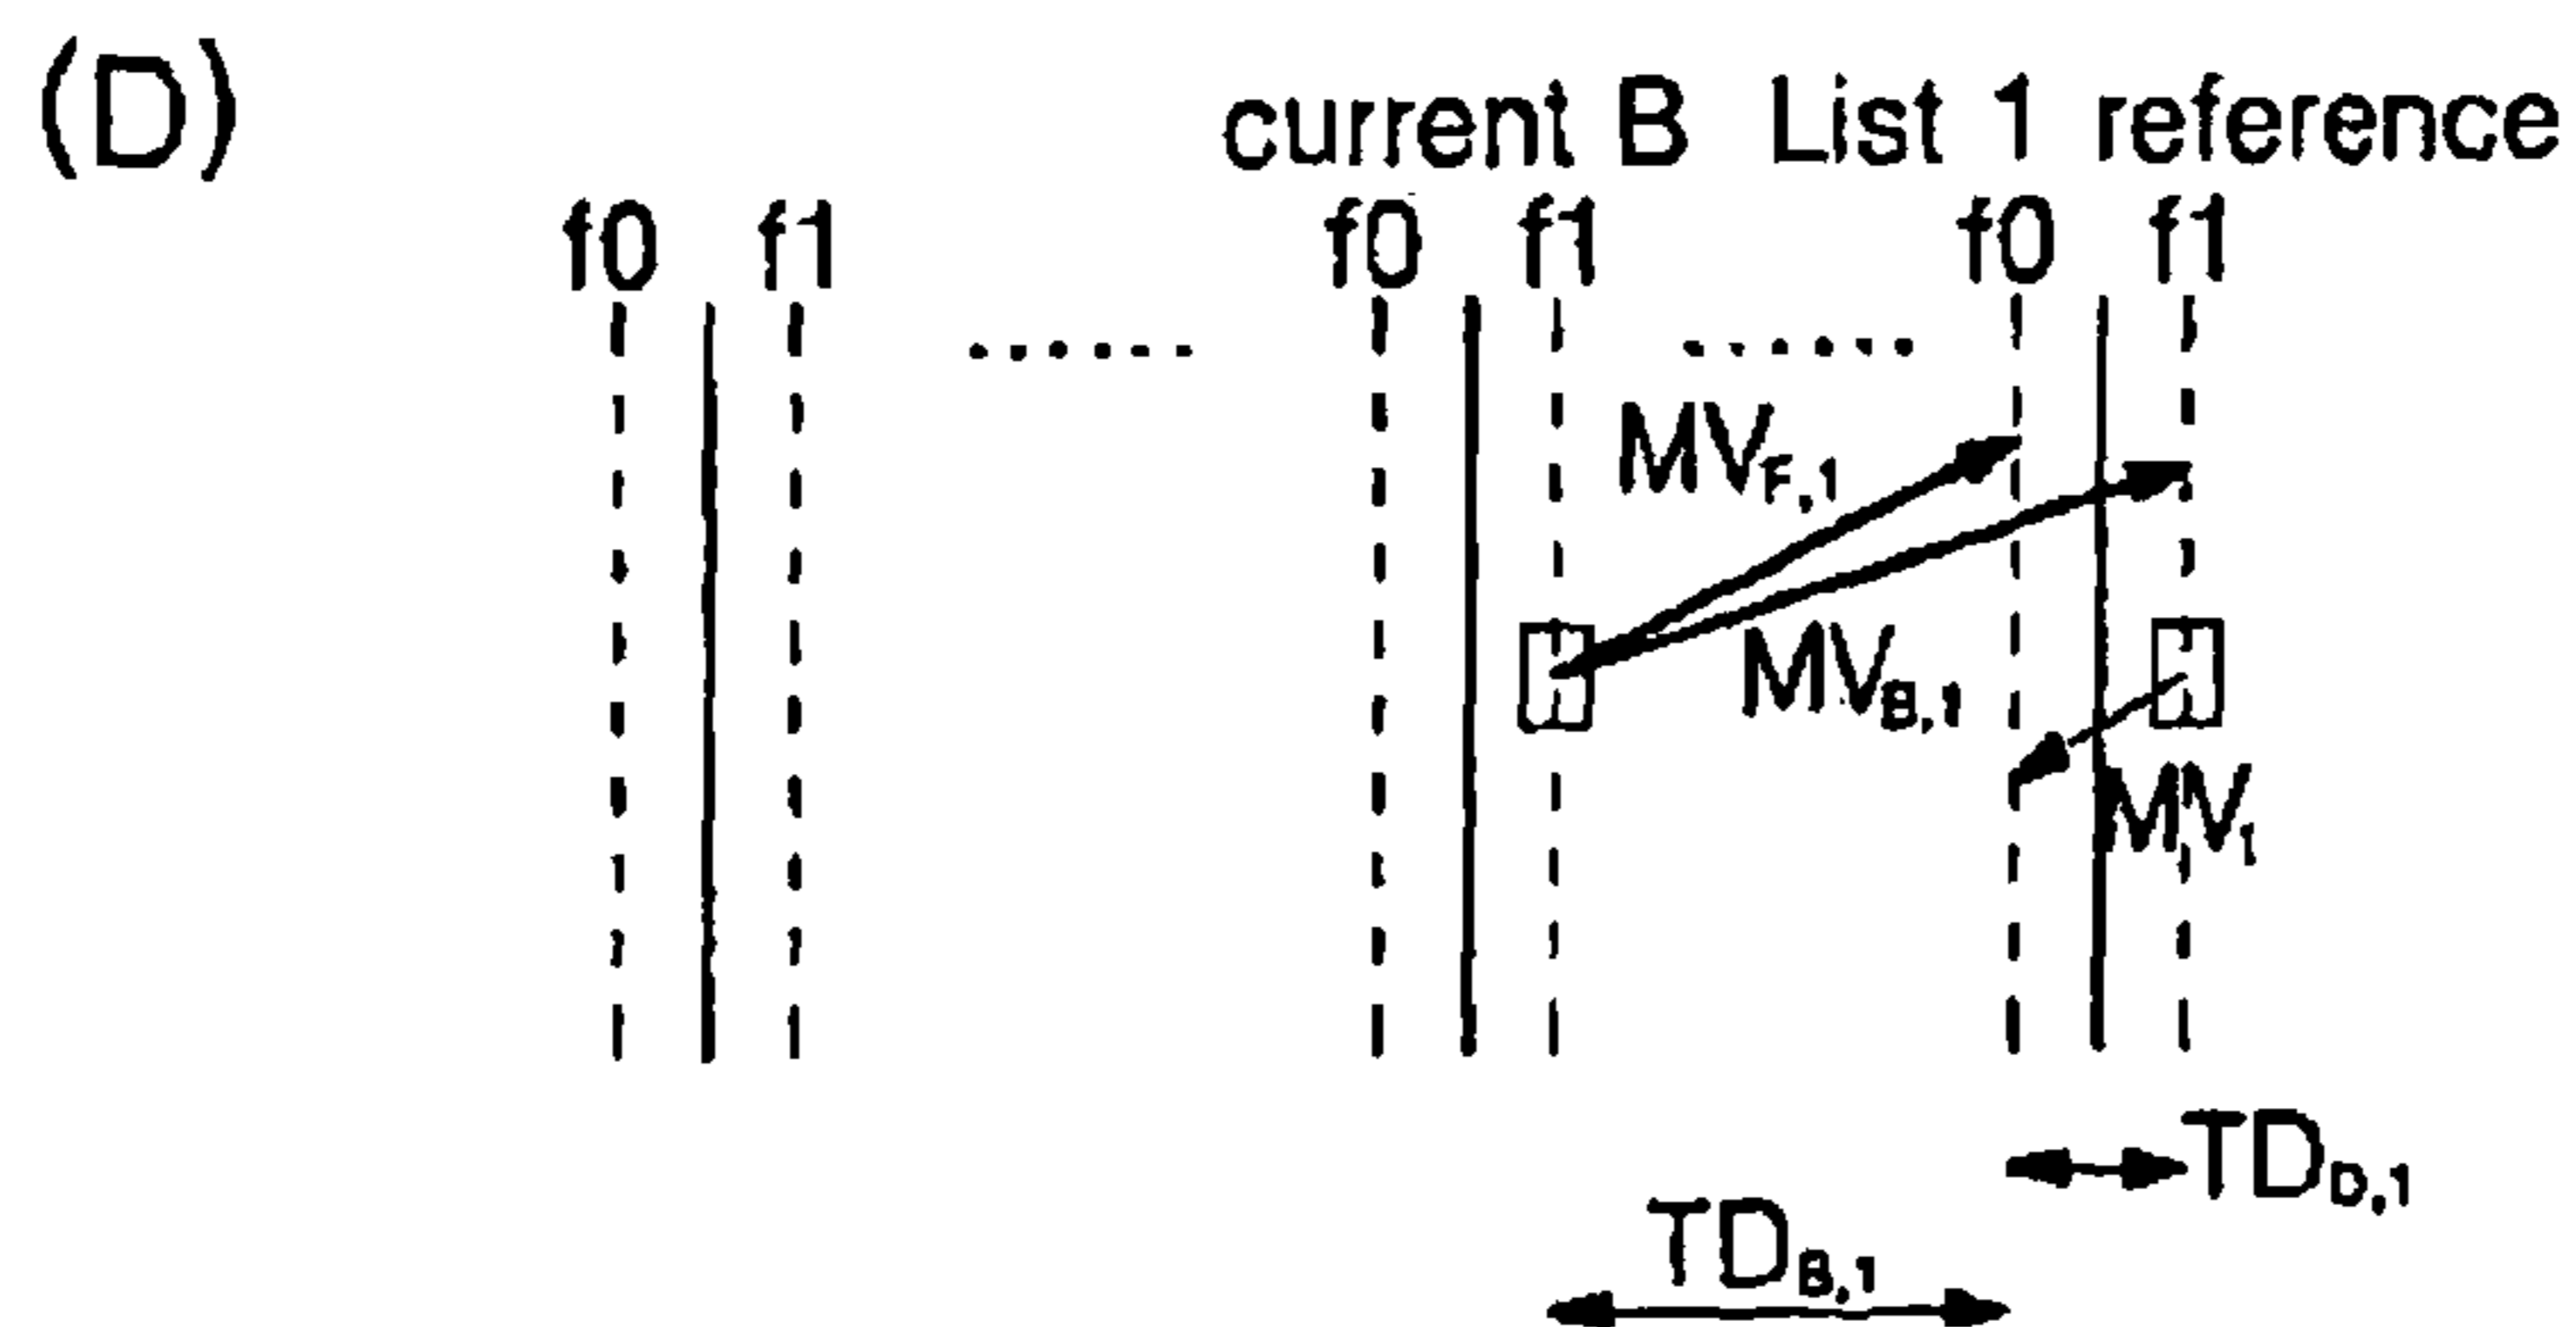 (D)
current B List 1 reference
f0 f1 f0 f1 f0 f1
MVF,1
MVB,1
MV1
TDD,1
TDB,1